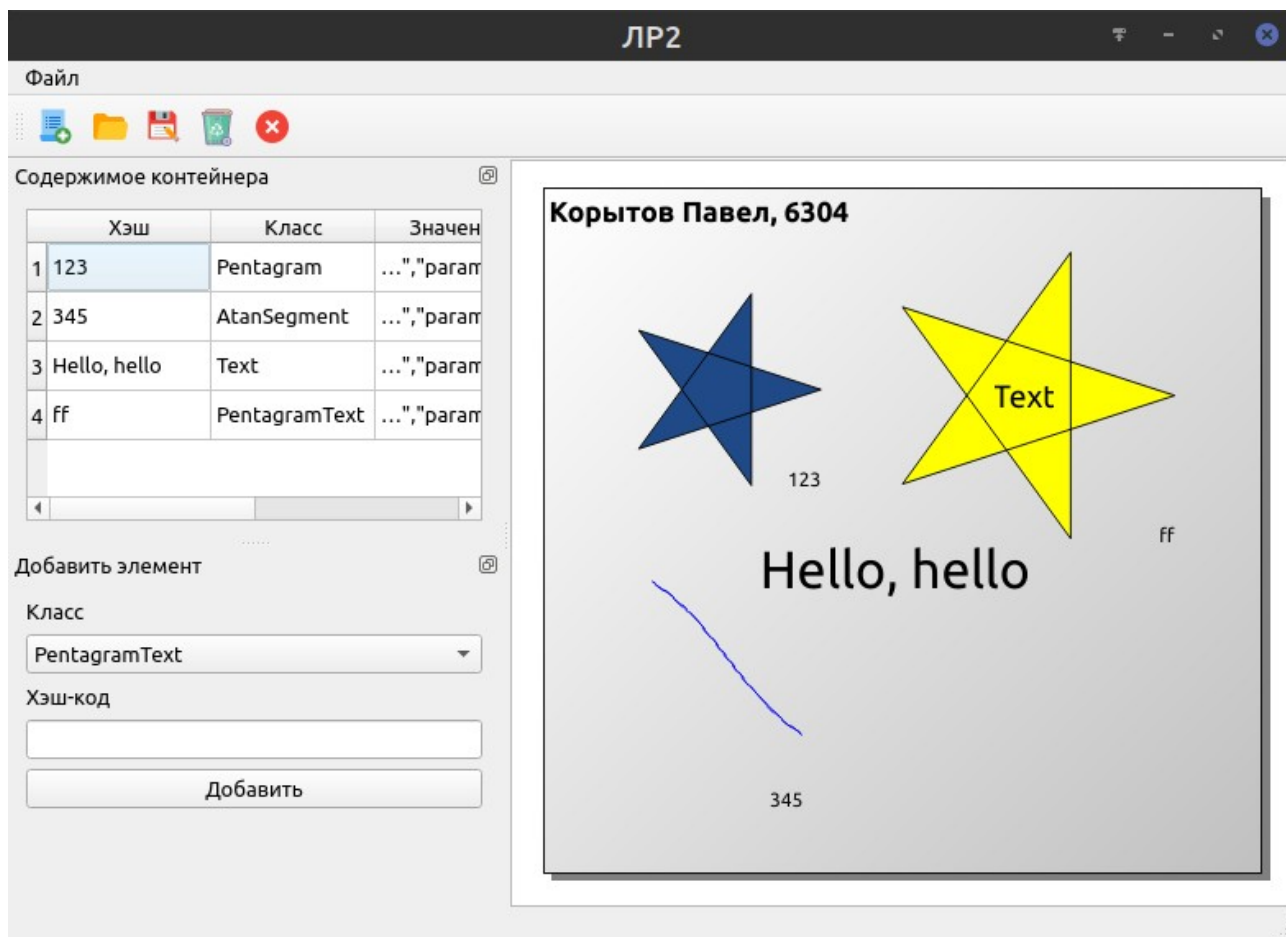 ЛР2
Файл
Содержимое контейнера
Хэш Класс Значен
1 123 Pentagram ...","param
2 345 AtanSegment ...","param
3 Hello, hello Text ...","param
4 ff PentagramText ...","param
Добавить элемент
Класс
PentagramText
Хэш-код
Добавить
Корытов Павел, 6304
Text
123
ff
Hello, hello
345